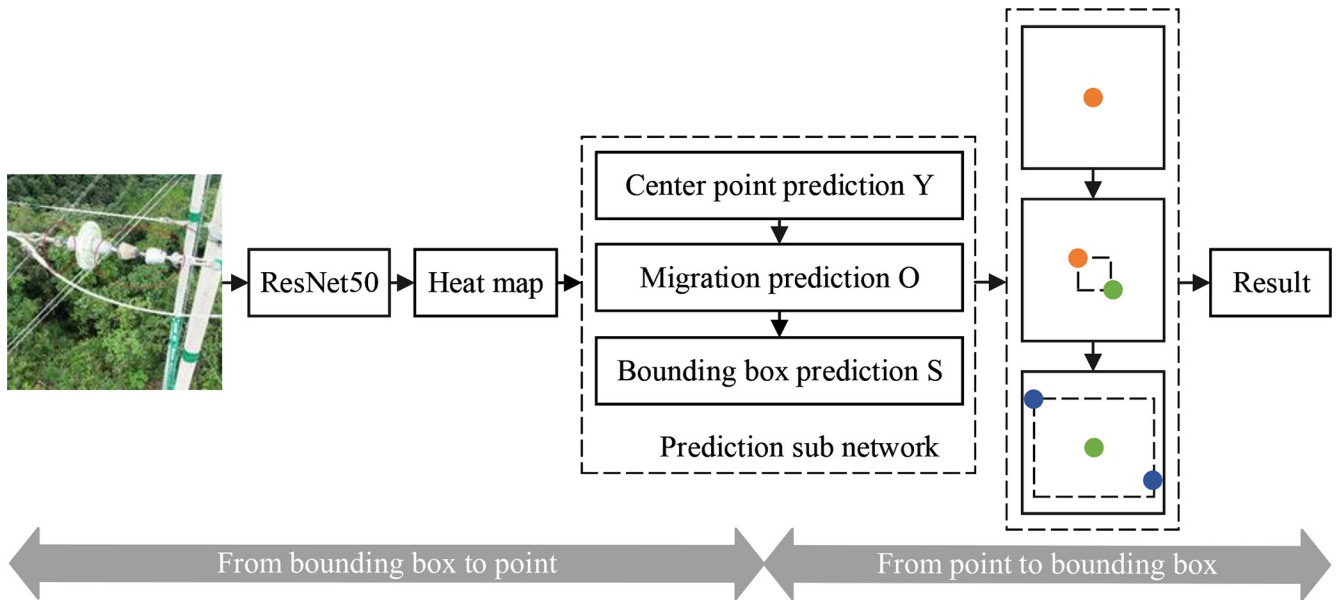 ResNet50
Heat map
Center point prediction Y
Migration prediction O
Bounding box prediction S
Prediction sub network
Result
From bounding box to point
From point to bounding box